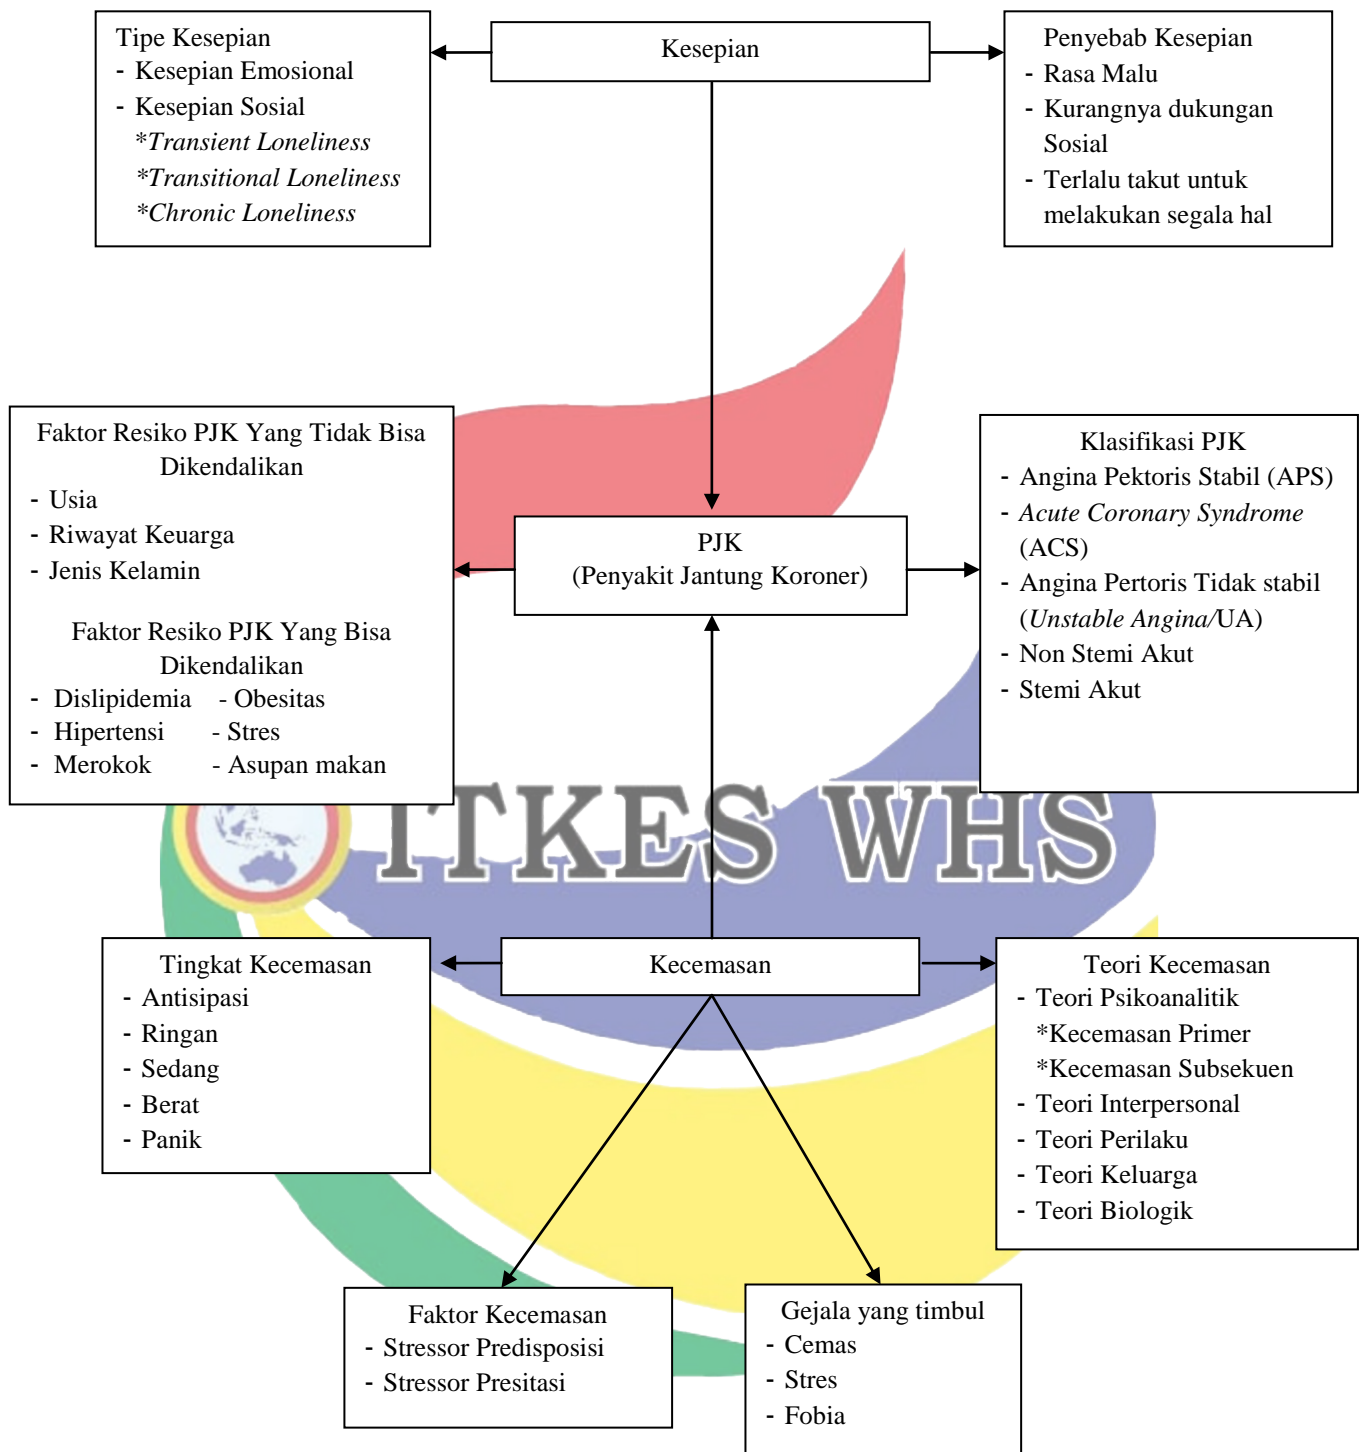 Tipe Kesepian
- Kesepian Emosional
- Kesepian Sosial
*Transient Loneliness
*Transitional Loneliness
*Chronic Loneliness
Kesepian
Penyebab Kesepian
- Rasa Malu
- Kurangnya dukungan
Sosial
- Terlalu takut untuk
melakukan segala hal
Faktor Resiko PJK Yang Tidak Bisa
Dikendalikan
- Usia
- Riwayat Keuarga
- Jenis Kelamin
Faktor Resiko PJK Yang Bisa
Dikendalikan
- Dislipidemia - Obesitas
- Hipertensi - Stres
- Merokok - Asupan makan
PJK
(Penyakit Jantung Koroner)
Klasifikasi PJK
- Angina Pektoris Stabil (APS)
- Acute Coronary Syndrome
(ACS)
- Angina Pertoris Tidak stabil
(Unstable Angina/UA)
- Non Stemi Akut
- Stemi Akut
ITKES WHS
Tingkat Kecemasan
- Antisipasi
- Ringan
- Sedang
- Berat
- Panik
Kecemasan
Teori Kecemasan
- Teori Psikoanalitik
*Kecemasan Primer
*Kecemasan Subsekuen
- Teori Interpersonal
- Teori Perilaku
- Teori Keluarga
- Teori Biologik
Faktor Kecemasan
- Stressor Predisposisi
- Stressor Presitasi
Gejala yang timbul
- Cemas
- Stres
- Fobia